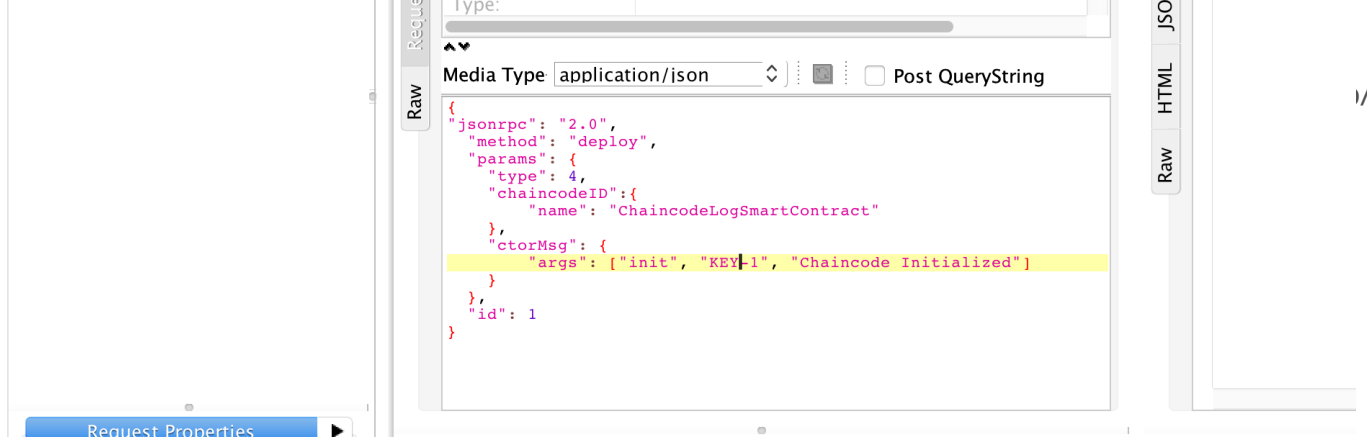 Type:
Reque
Raw
Media Type
application/json
Post QueryString
{
"jsonrpc": "2.0",
"method": "deploy",
"params": {
"type": 4,
"chaincodeID":{
"name": "ChaincodeLogSmartContract"
},
"ctorMsg": {
"args": ["init", "KEY-1", "Chaincode Initialized"]
}
},
"id": 1
}
JSO
HTML
Raw
Request Properties